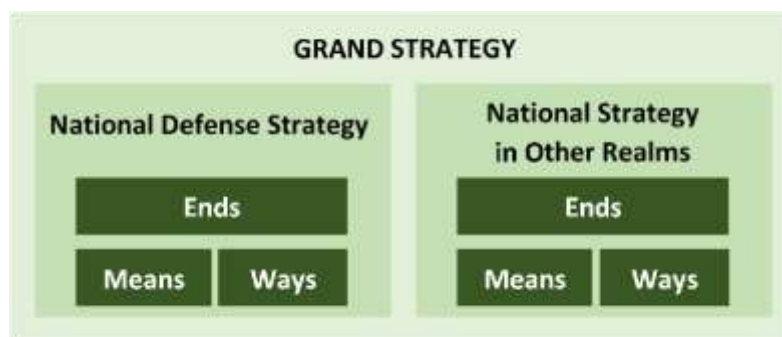 GRAND STRATEGY
National Defense Strategy
Ends
Means
Ways
National Strategy
in Other Realms
Ends
Means
Ways